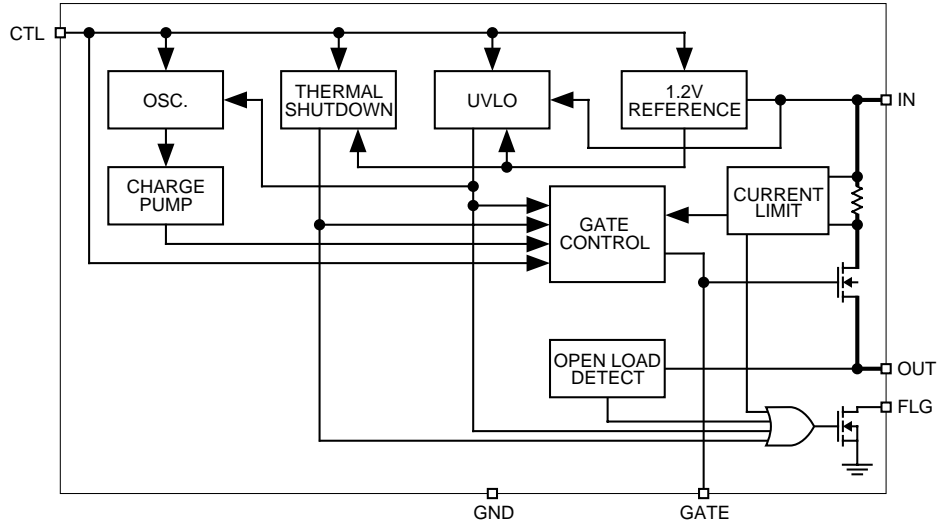 CTL
OSC.
THERMAL
SHUTDOWN
UVLO
1.2V
REFERENCE
IN
CHARGE
PUMP
GATE
CONTROL
CURRENT
LIMIT
OPEN LOAD
DETECT
OUT
FLG
GND
GATE